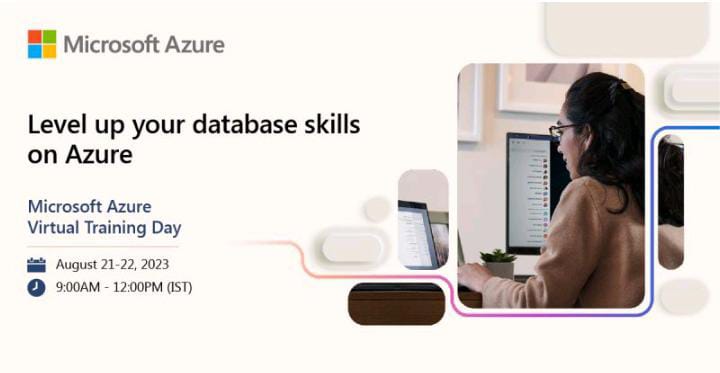 Microsoft Azure
Level up your database skills
on Azure
Microsoft Azure
Virtual Training Day
August 21-22, 2023
9:00AM - 12:00PM (IST)